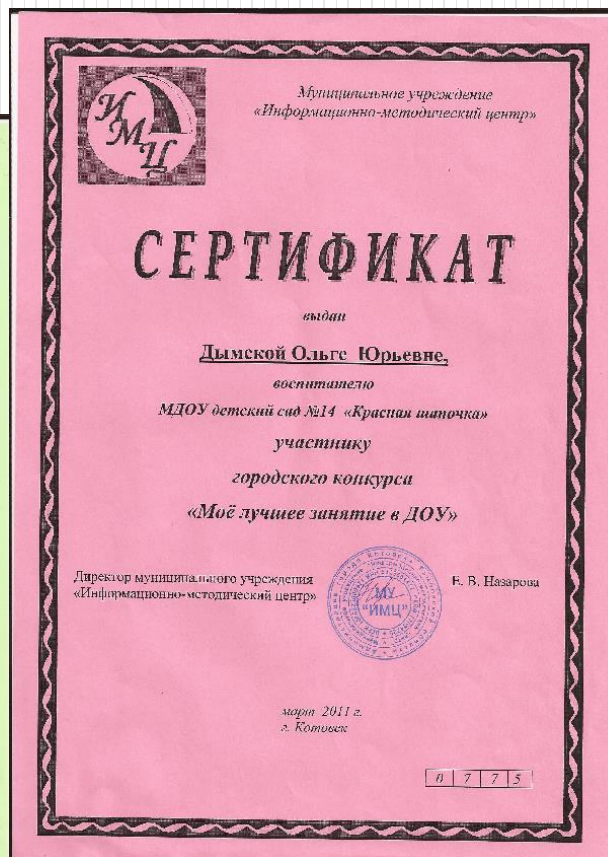 ИМЦ
Муниципальное учреждение
«Информационно-методический центр»
СЕРТИФИКАТ
выдан
Дымской Ольге Юрьевне,
воспитателю
МДОУ детский сад №14 «Красная шапочка»
участнику
городского конкурса
«Моё лучшее занятие в ДОУ»
Директор муниципального учреждения
«Информационно-методический центр»
Е. В. Назарова
МУ
"ИМЦ"
март 2011 г.
г. Котовск
0775